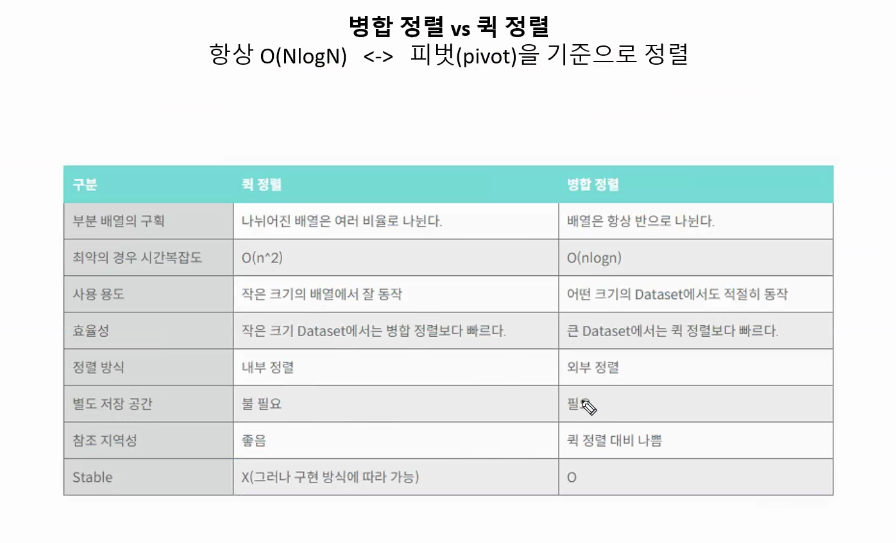 병합 정렬 vs 퀵 정렬
항상 O(NlogN) <-> 피벗(pivot)을 기준으로 정렬
구분 퀵 정렬 병합 정렬
부분 배열의 구획 나뉘어진 배열은 여러 비율로 나뉜다. 배열은 항상 반으로 나뉜다.
최악의 경우 시간복잡도 O(n^2) O(nlogn)
사용 용도 작은 크기의 배열에서 잘 동작 어떤 크기의 Dataset에서도 적절히 동작
효율성 작은 크기 Dataset에서는 병합 정렬보다 빠르다. 큰 Dataset에서는 퀵 정렬보다 빠르다.
정렬 방식 내부 정렬 외부 정렬
별도 저장 공간 불 필요 필
참조 지역성 좋음 퀵 정렬 대비 나쁨
Stable X(그러나 구현 방식에 따라 가능) O